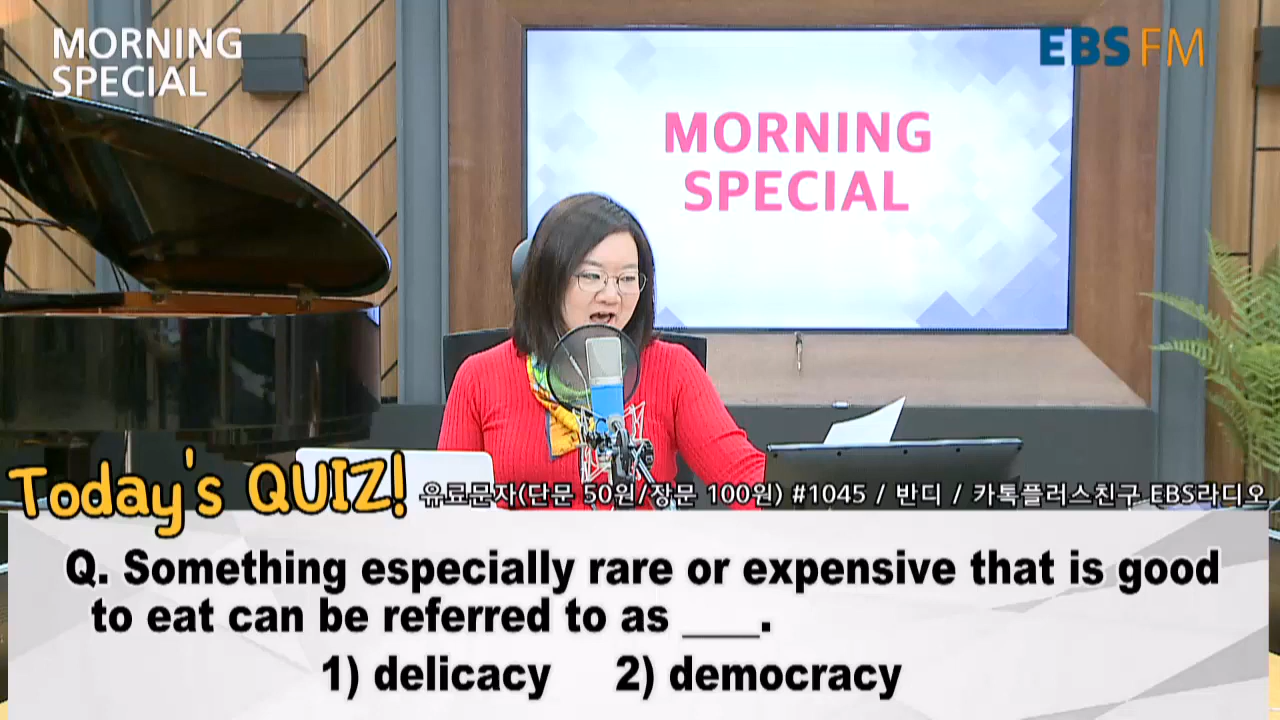 MORNING
SPECIAL
EBS FM
MORNING
SPECIAL
Today's QUIZ!
유료문자(단문 50원/장문 100원) #1045 / 반디 / 카톡플러스친구 EBS라디오
Q. Something especially rare or expensive that is good
to eat can be referred to as ____.
1) delicacy 2) democracy